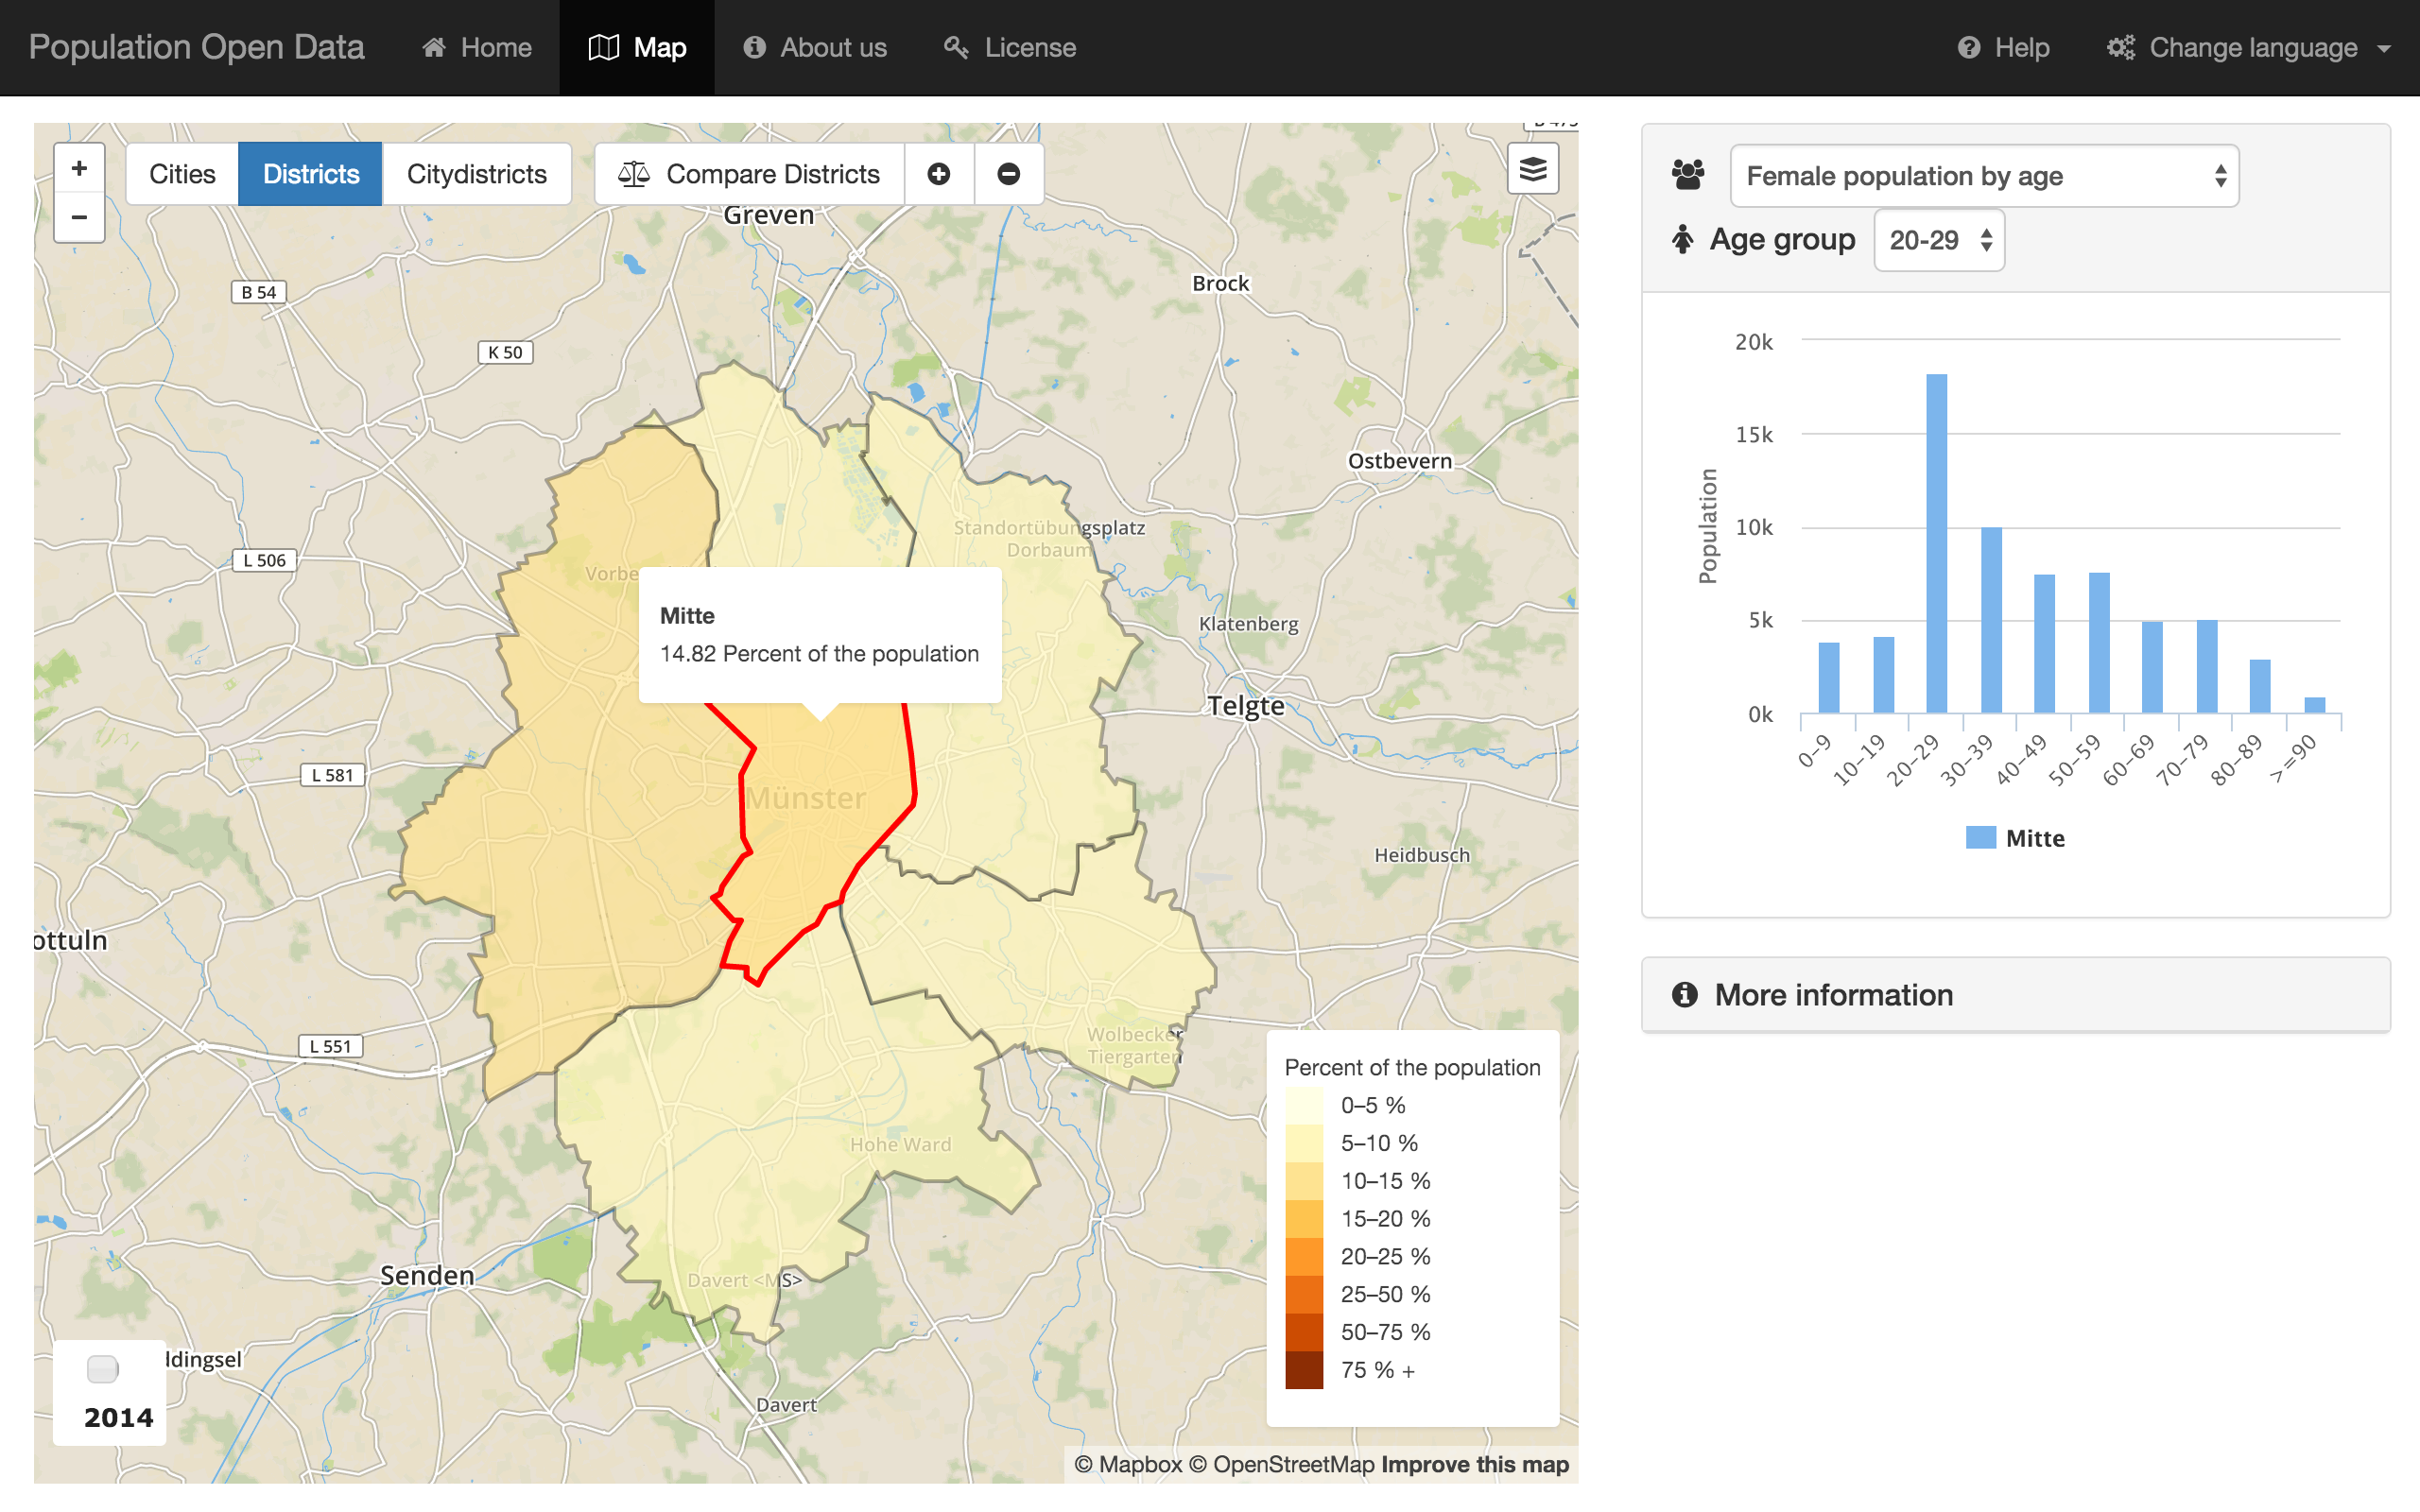 Population Open Data Home Map About us License Help Change language
+
−
Cities Districts Citydistricts Compare Districts
Female population by age
Age group 20-29
Greven
Brock
B 54
K 50
Ostbevern
Standortübungsplatz
Dorbaum
L 506
Vorbe
Mitte
14.82 Percent of the population
Klatenberg
Telgte
L 581
Münster
Heidbusch
ottuln
L 551
Wolbecker
Tiergarten
Hohe Ward
Senden
Davert <MS>
ddingsel
Davert
2014
Percent of the population
0–5 %
5–10 %
10–15 %
15–20 %
20–25 %
25–50 %
50–75 %
75 % +
© Mapbox © OpenStreetMap Improve this map
Population
20k
15k
10k
5k
0k
0–9 10–19 20–29 30–39 40–49 50–59 60–69 70–79 80–89 >=90
Mitte
More information